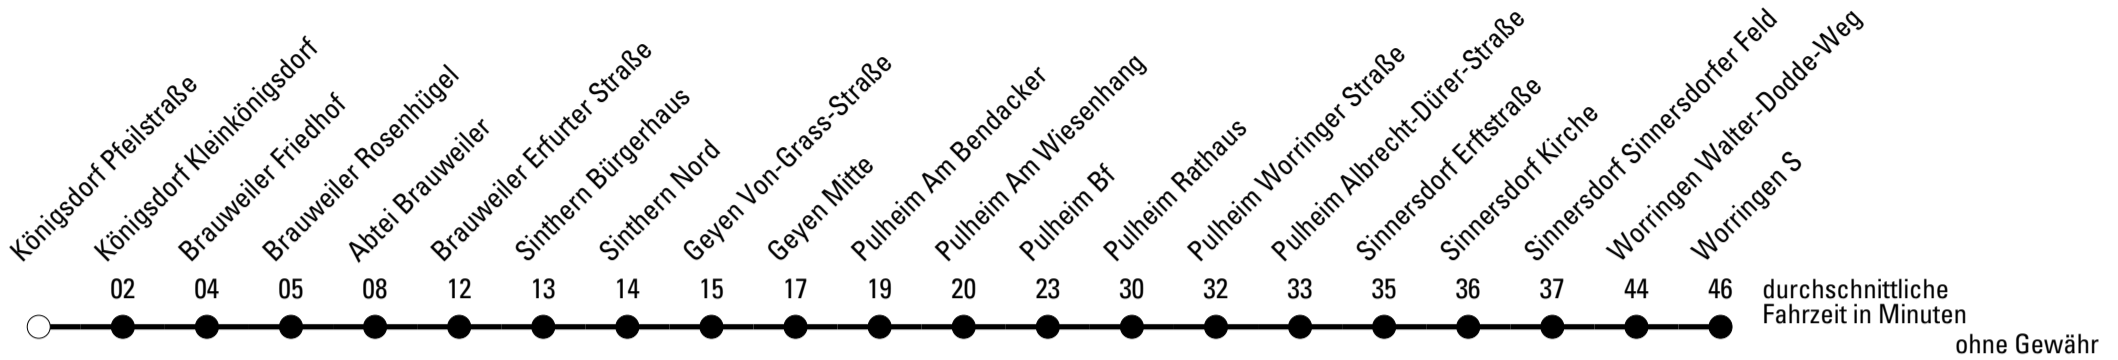 Königsdorf Pfeilstraße
Königsdorf Kleinkönigsdorf
Brauweiler Friedhof
Brauweiler Rosenhügel
Abtei Brauweiler
Brauweiler Erfurter Straße
Sinthern Bürgerhaus
Sinthern Nord
Geyen Von-Grass-Straße
Geyen Mitte
Pulheim Am Bendacker
Pulheim Am Wiesenhang
Pulheim Bf
Pulheim Rathaus
Pulheim Worringer Straße
Pulheim Albrecht-Dürer-Straße
Sinnersdorf Erftstraße
Sinnersdorf Kirche
Sinnersdorf Sinnersdorfer Feld
Worringen Walter-Dodde-Weg
Worringen S
02 04 05 08 12 13 14 15 17 19 20 23 30 32 33 35 36 37 44 46
durchschnittliche
Fahrzeit in Minuten
ohne Gewähr